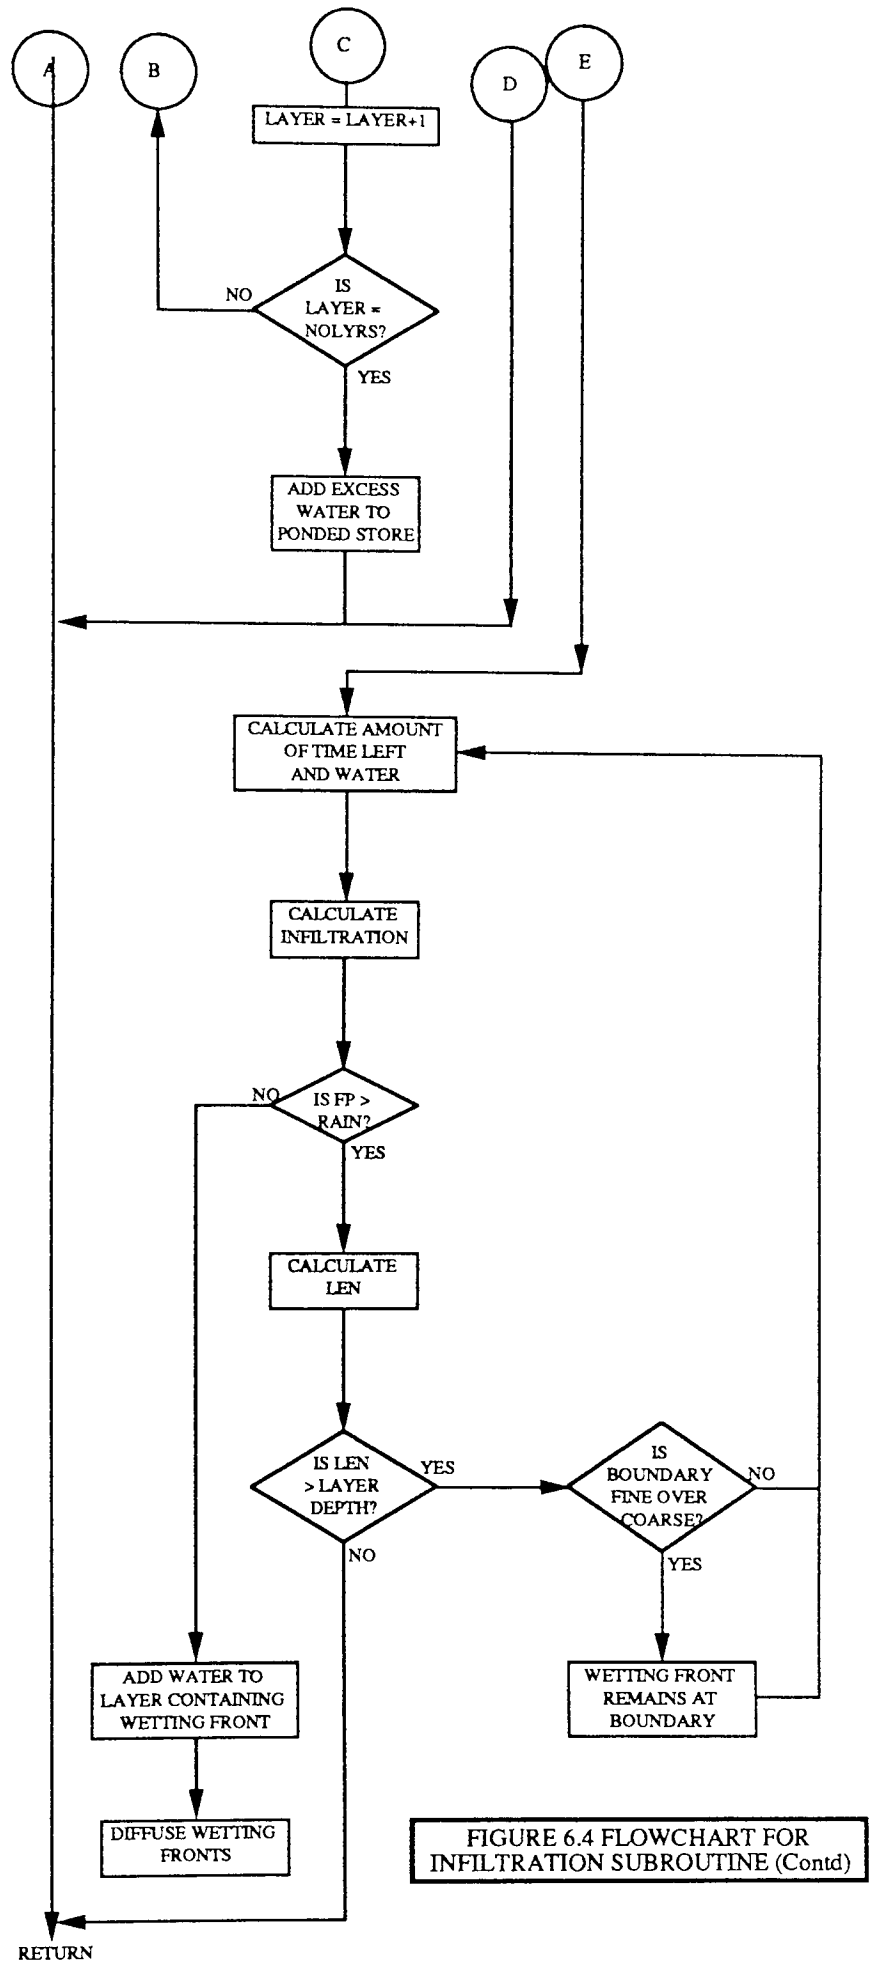 A
B
C
D
E
LAYER = LAYER+1
IS
LAYER =
NOLYRS?
NO
YES
ADD EXCESS
WATER TO
PONDED STORE
CALCULATE AMOUNT
OF TIME LEFT
AND WATER
CALCULATE
INFILTRATION
IS FP >
RAIN?
NO
YES
CALCULATE
LEN
IS LEN
> LAYER
DEPTH?
YES
NO
IS
BOUNDARY
FINE OVER
COARSE?
NO
YES
ADD WATER TO
LAYER CONTAINING
WETTING FRONT
WETTING FRONT
REMAINS AT
BOUNDARY
DIFFUSE WETTING
FRONTS
FIGURE 6.4 FLOWCHART FOR
INFILTRATION SUBROUTINE (Contd)
RETURN